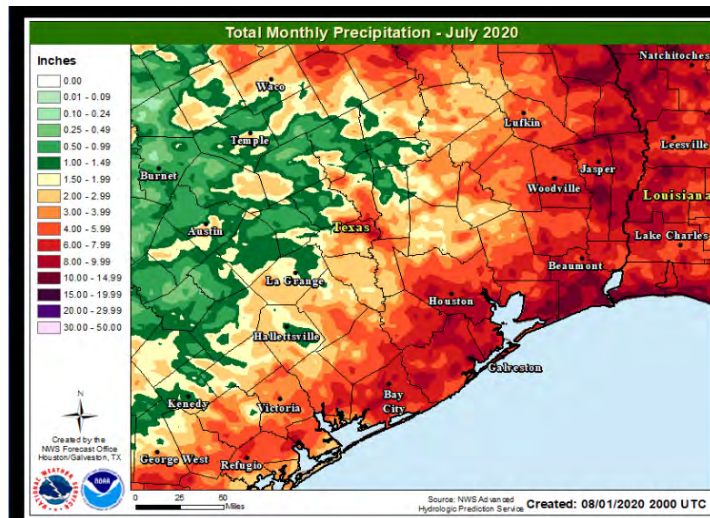 Total Monthly Precipitation - July 2020
Inches
0.00
0.01 - 0.09
0.10 - 0.24
0.25 - 0.49
0.50 - 0.99
1.00 - 1.49
1.50 - 1.99
2.00 - 2.99
3.00 - 3.99
4.00 - 5.99
6.00 - 7.99
8.00 - 9.99
10.00 - 14.99
15.00 - 19.99
20.00 - 29.99
30.00 - 50.00
Natchitoches
Waco
Lufkin
Temple
Leesville
Burnet
Jasper
Woodville
Louisiana
Austin
Texas
Lake Charles
Beaumont
La Grange
Houston
Hallettsville
Galveston
Kenedy
Victoria
Bay
City
George West
Refugio
N
Created by the
NWS Forecast Office
Houston/Galveston, TX
NATIONAL WEATHER SERVICE
NOAA
0 25 50
Miles
Source: NWS Advanced
Hydrologic Prediction Service
Created: 08/01/2020 2000 UTC